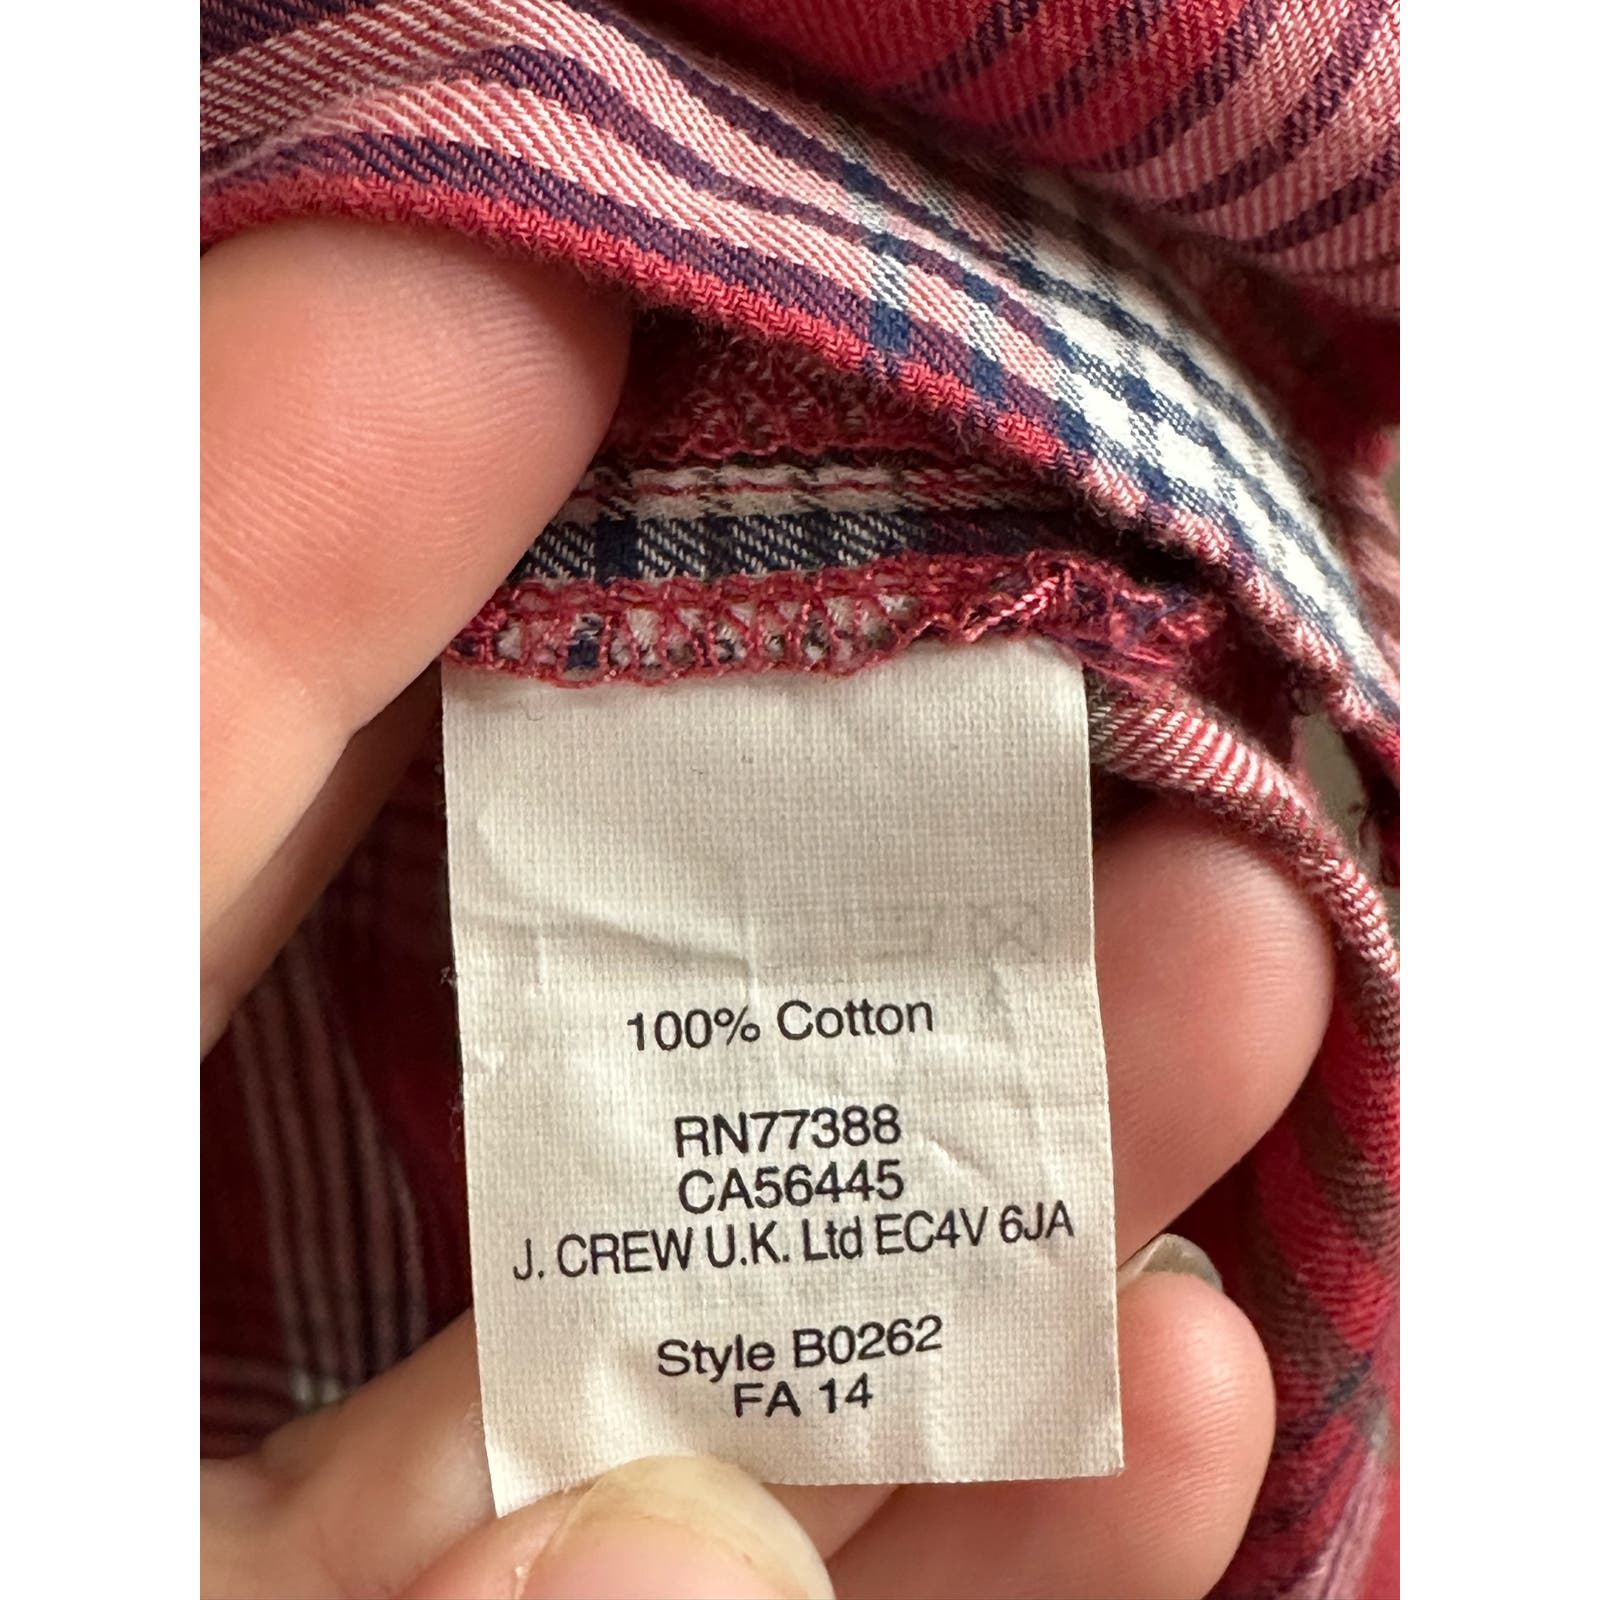 100% Cotton
RN77388
CA56445
J. CREW U.K. Ltd EC4V 6JA
Style B0262
FA 14